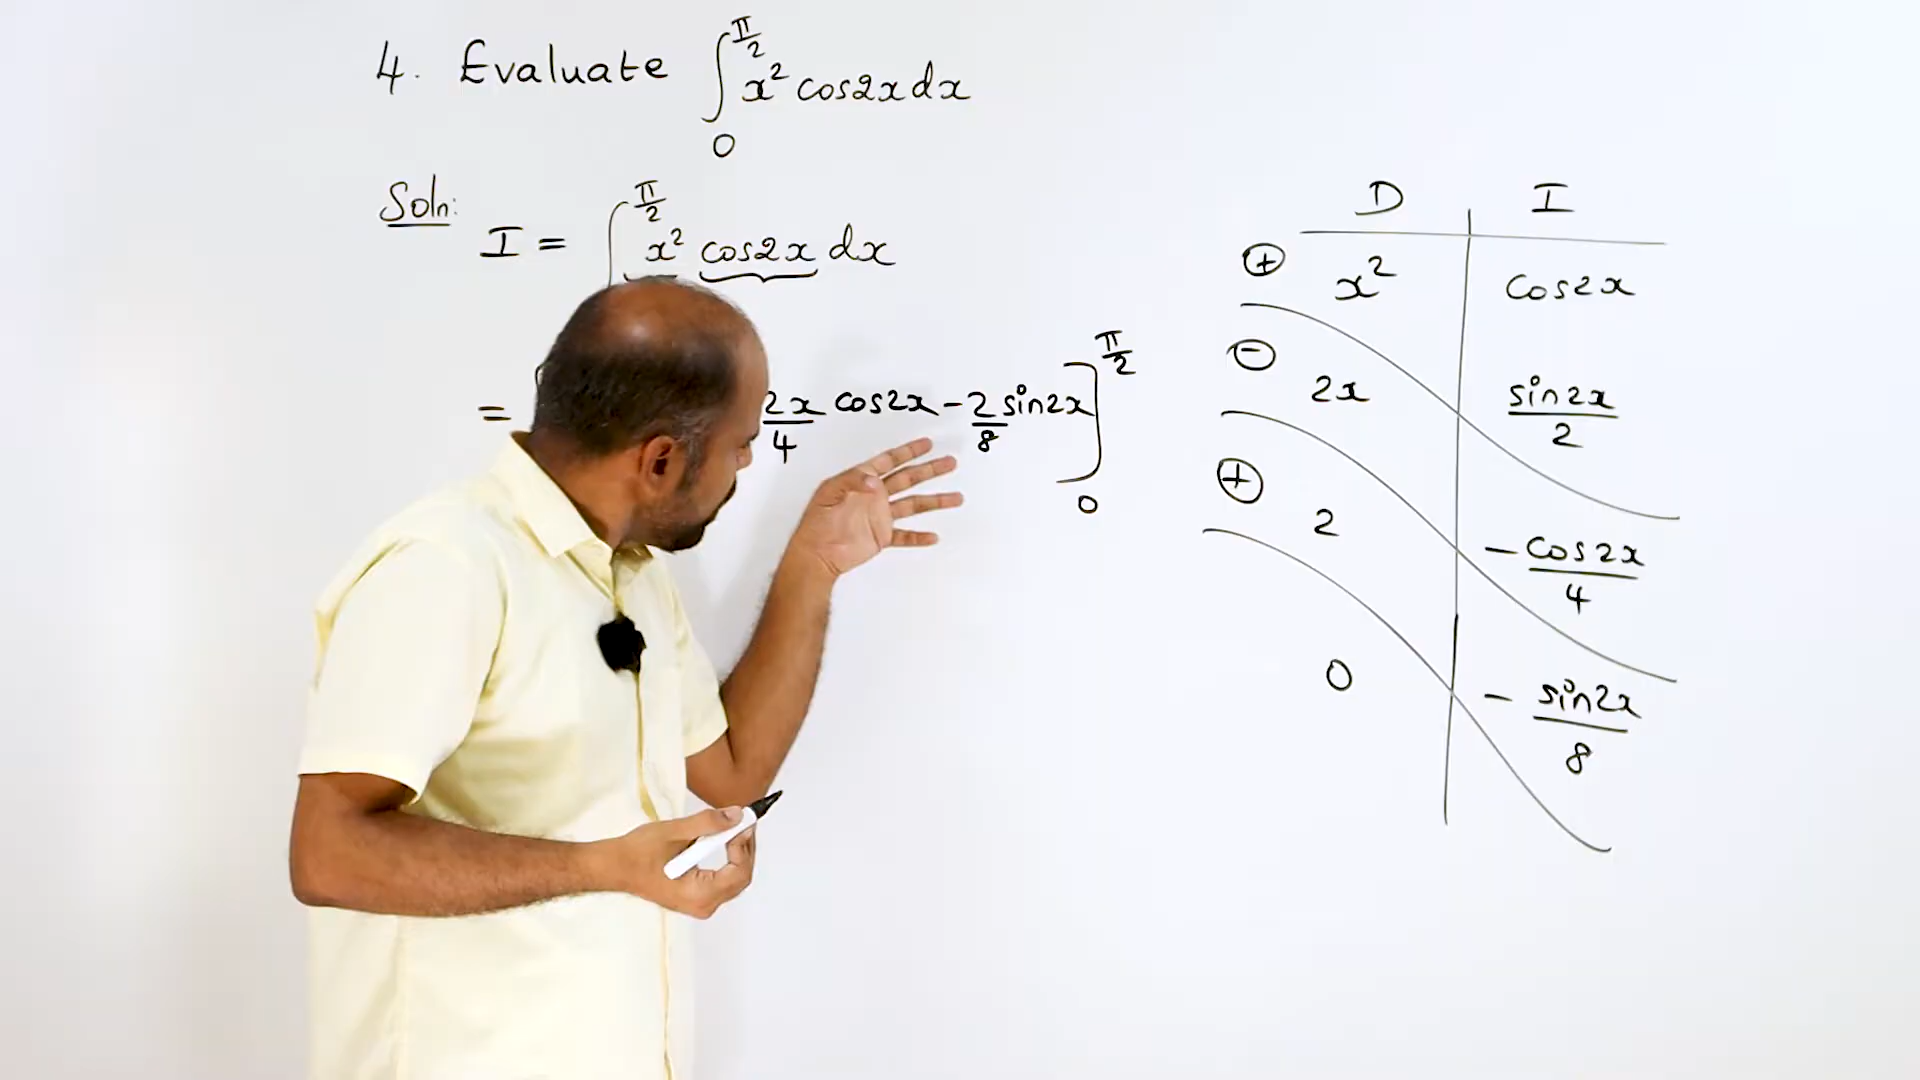 4. Evaluate ∫₀^{π/2} x² cos2x dx
Soln:
I = ∫^{π/2} x² cos2x dx
= 2x/4 cos2x - 2/8 sin2x ]₀^{π/2}
D I
⊕ x² cos2x
⊖ 2x sin2x/2
⊕ 2 -cos2x/4
0 - sin2x/8